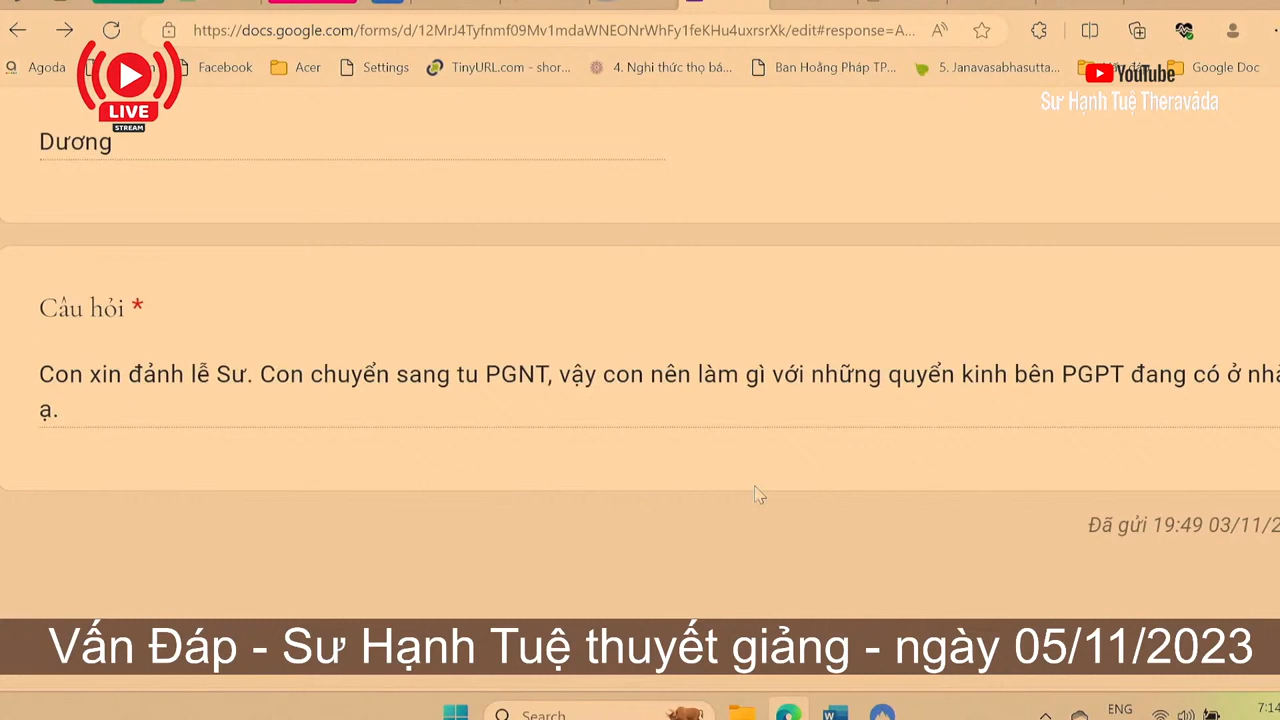 https://docs.google.com/forms/d/12MrJ4Tyfnmf09Mv1mdaWNEONrWhFy1feKHu4uxrsrXk/edit#response=A...
Agoda
Facebook
Acer
Settings
TinyURL.com - shor...
4. Nghi thức thọ bá...
Ban Hoằng Pháp TP...
5. Janavasabhasutta...
Google Doc
LIVE
STREAM
YouTube
Sư Hạnh Tuệ Theravāda
Dương
Câu hỏi *
Con xin đảnh lễ Sư. Con chuyển sang tu PGNT, vậy con nên làm gì với những quyển kinh bên PGPT đang có ở nhà
ạ.
Đã gửi 19:49 03/11/2
Vấn Đáp - Sư Hạnh Tuệ thuyết giảng - ngày 05/11/2023
Search
ENG
7:14